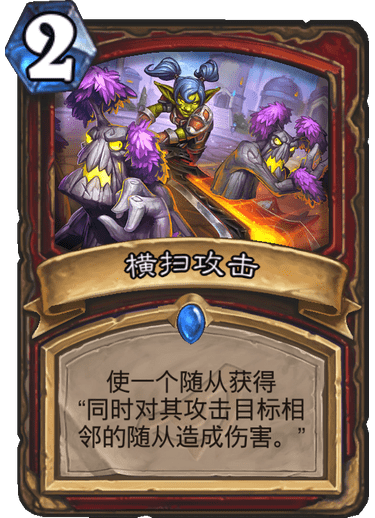 2
横扫攻击
使一个随从获得
“同时对其攻击目标相
邻的随从造成伤害。”